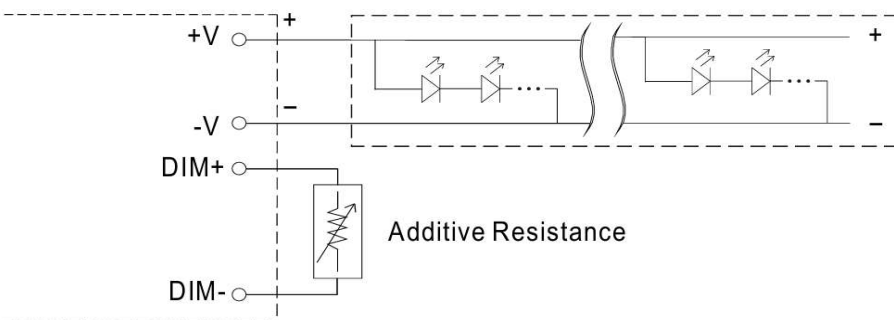 +V
+
+
-V
−
−
DIM+
Additive Resistance
DIM-